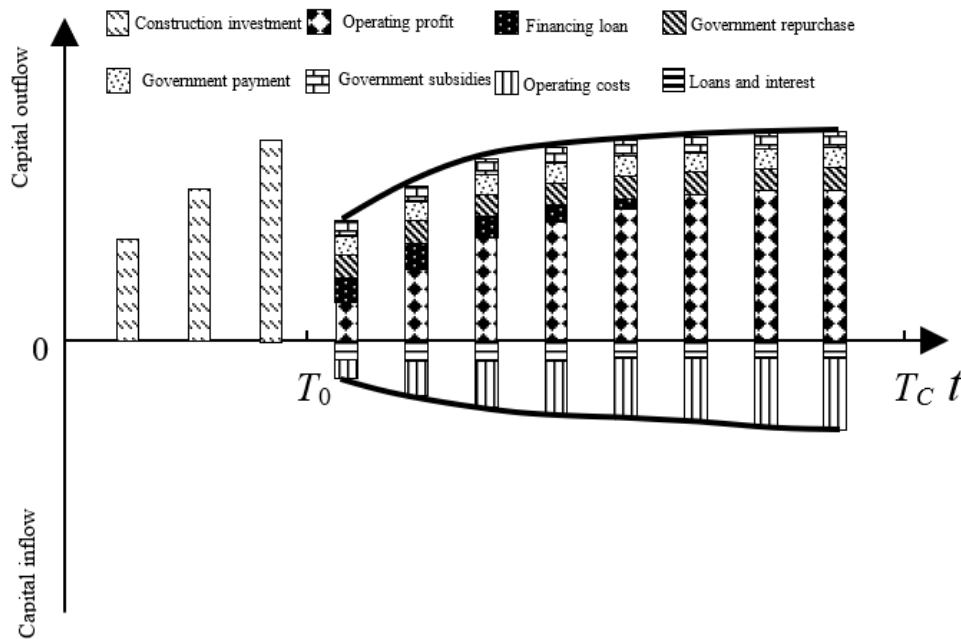 Construction investment
Operating profit
Financing loan
Government repurchase
Government payment
Government subsidies
Operating costs
Loans and interest
Capital outflow
0
T0
TC t
Capital inflow